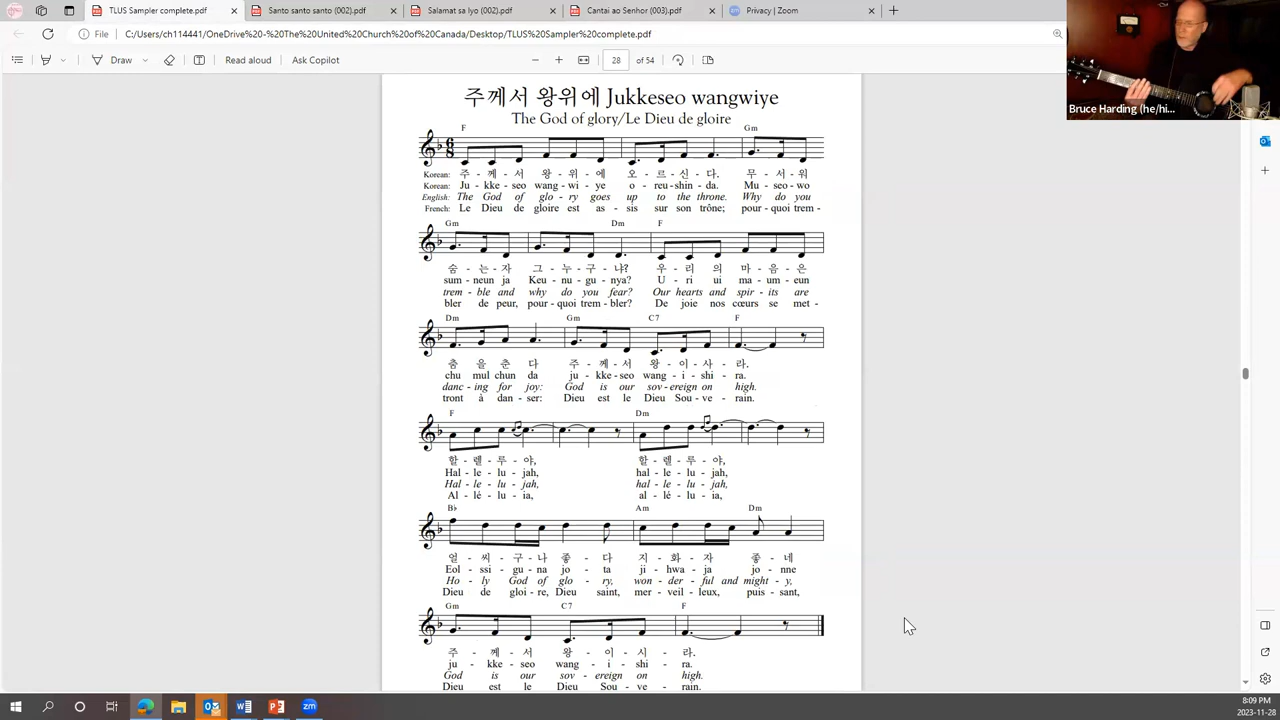 TLUS Sampler complete.pdf
Santo santo santo (002).pdf
Salamat sa Iyo (002).pdf
Cantai ao Senhor (003).pdf
Privacy | Zoom
File
C:/Users/ch114441/OneDrive%20-%20The%20United%20Church%20of%20Canada/Desktop/TLUS%20Sampler%20complete.pdf
Draw
Read aloud
Ask Copilot
28 of 54
Bruce Harding (he/hi...
주께서 왕위에 Jukkeseo wangwiye
The God of glory/Le Dieu de gloire
F Gm
Korean: 주 - 께 - 서 왕 - 위 - 에 오 - 르 - 신 - 다. 무 - 서 - 워
Korean: Ju - kke - seo wang - wi - ye o - reu - shin - da. Mu - seo - wo
English: The God of glo - ry goes up to the throne. Why do you
French: Le Dieu de gloire est as - sis sur son trône; pour - quoi trem -
Gm Dm F
숨 - 는 - 자 그 - 누 - 구 - 냐? 우 - 리 의 마 - 음 - 은
sum - neun ja Keu - nu - gu - nya? U - ri ui ma - um - eun
trem - ble and why do you fear? Our hearts and spir - its are
bler de peur, pour - quoi trem - bler? De joie nos cœurs se met -
Dm Gm C7 F
춤 을 춘 다 주 - 께 - 서 왕 - 이 - 사 - 라.
chu mul chun da ju - kke - seo wang - i - shi - ra.
danc - ing for joy: God is our sov - ereign on high.
tront à dan - ser: Dieu est le Dieu Sou - ve - rain.
F Dm
할 - 렐 - 루 - 야, 할 - 렐 - 루 - 야,
Hal - le - lu - jah, hal - le - lu - jah,
Hal - le - lu - jah, hal - le - lu - jah,
Al - lé - lu - ia, al - lé - lu - ia,
B♭ Am Dm
얼 - 씨 - 구 - 나 좋 - 다 지 - 화 - 자 좋 - 네
Eol - ssi - gu - na jo - ta ji - hwa - ja jo - nne
Ho - ly God of glo - ry, won - der - ful and might - y,
Dieu de gloi - re, Dieu saint, mer - veil - leux, puis - sant,
Gm C7 F
주 - 께 - 서 왕 - 이 - 시 - 라.
ju - kke - seo wang - i - shi - ra.
God is our sov - ereign on high.
Dieu est le Dieu Sou - ve - rain.
8:09 PM
2023-11-28